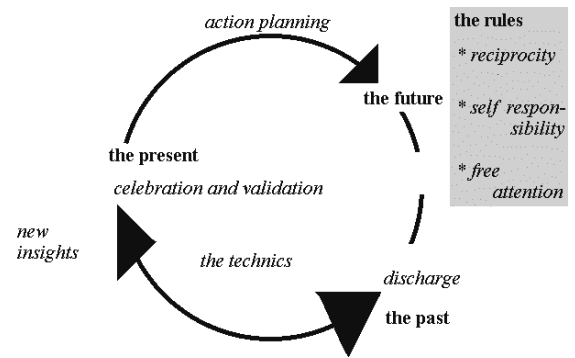 action planning
the future
the present
celebration and validation
new
insights
the technics
discharge
the past
the rules
* reciprocity
* self respon-
sibility
* free
attention